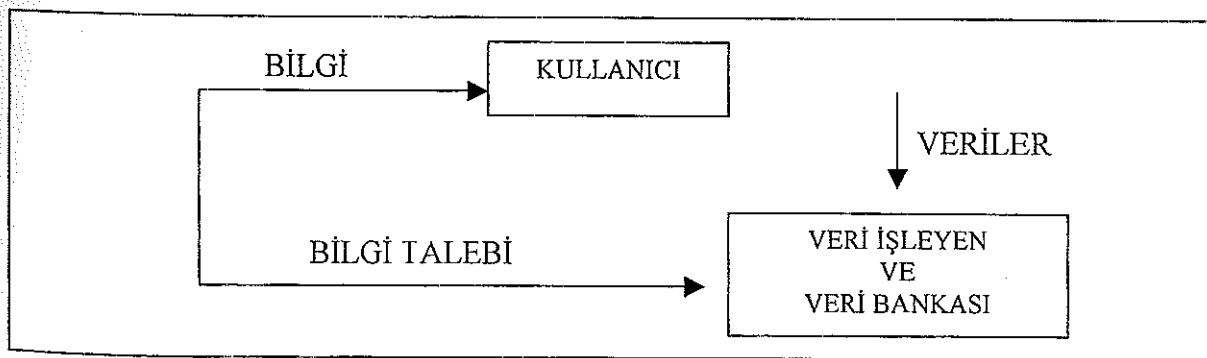 BİLGİ
KULLANICI
VERİLER
BİLGİ TALEBİ
VERİ İŞLEYEN
VE
VERİ BANKASI